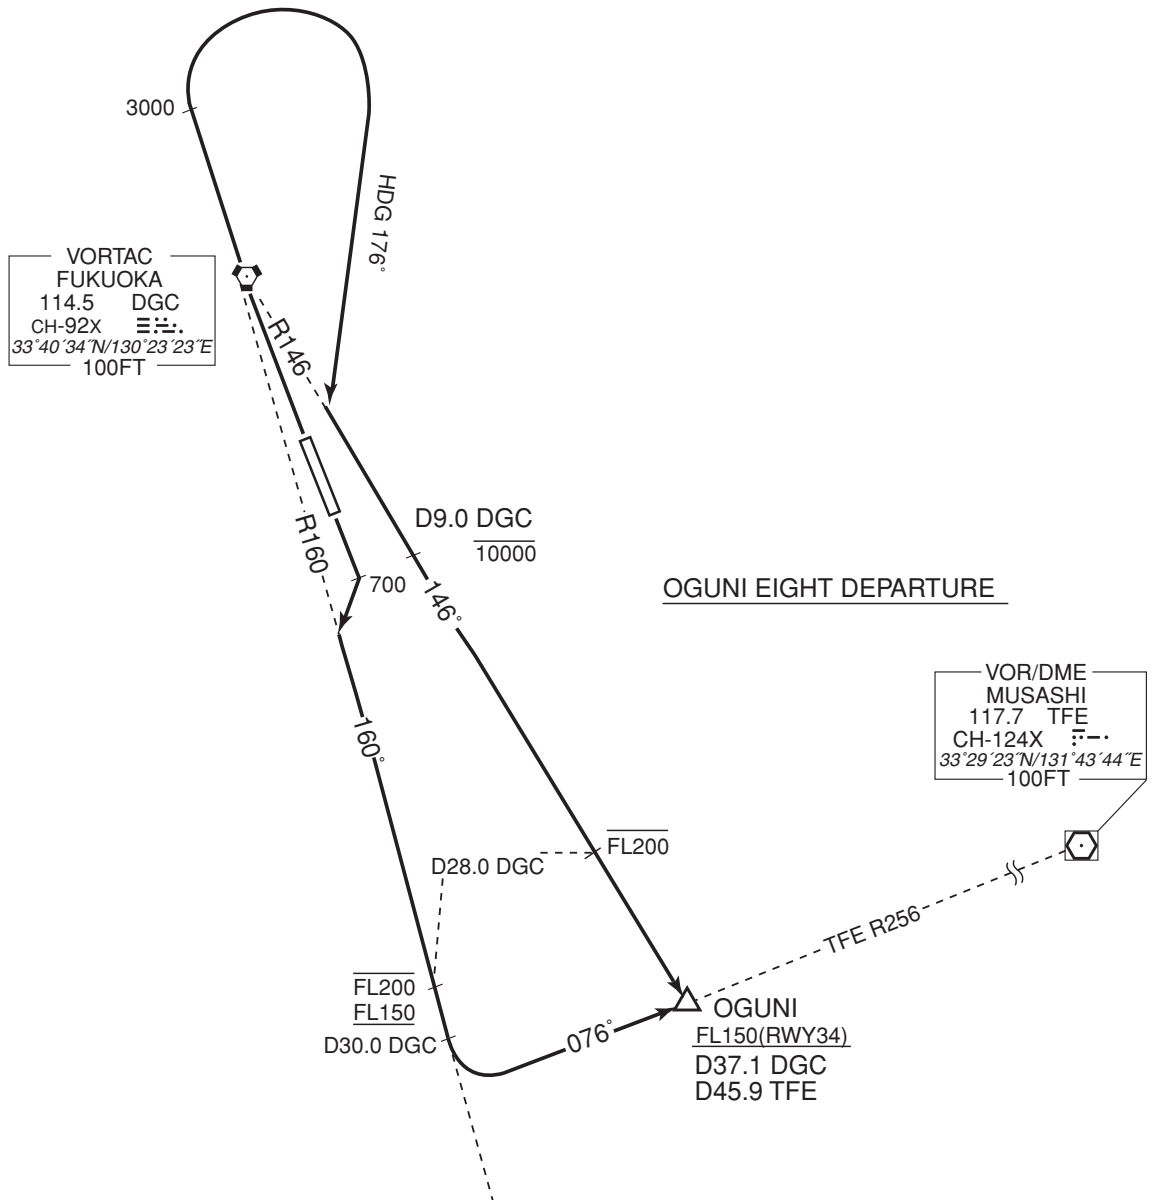 3000
HDG 176°
VORTAC
FUKUOKA
114.5 DGC
CH-92X
33°40´34˝N/130°23´23˝E
100FT
R146
R160
D9.0 DGC
10000
700
146°
OGUNI EIGHT DEPARTURE
VOR/DME
MUSASHI
117.7 TFE
CH-124X
33°29´23˝N/131°43´44˝E
100FT
160°
FL200
D28.0 DGC
TFE R256
FL200
FL150
D30.0 DGC
076°
OGUNI
FL150(RWY34)
D37.1 DGC
D45.9 TFE